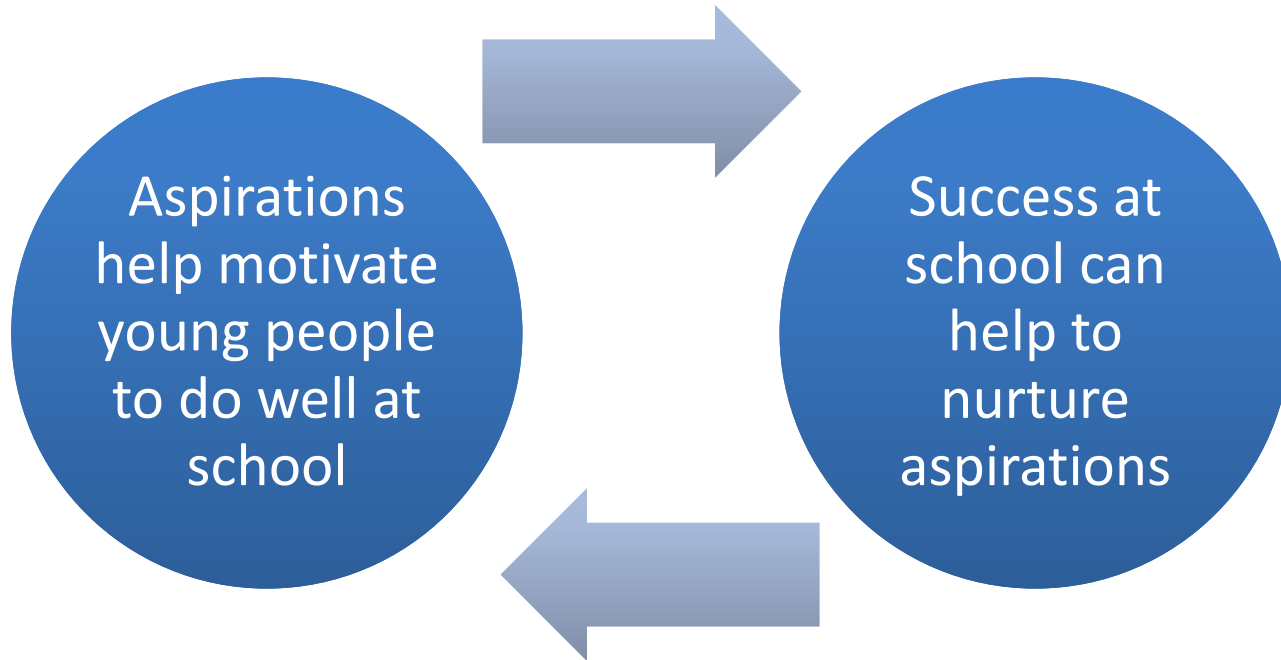 Aspirations
help motivate
young people
to do well at
school
Success at
school can
help to
nurture
aspirations